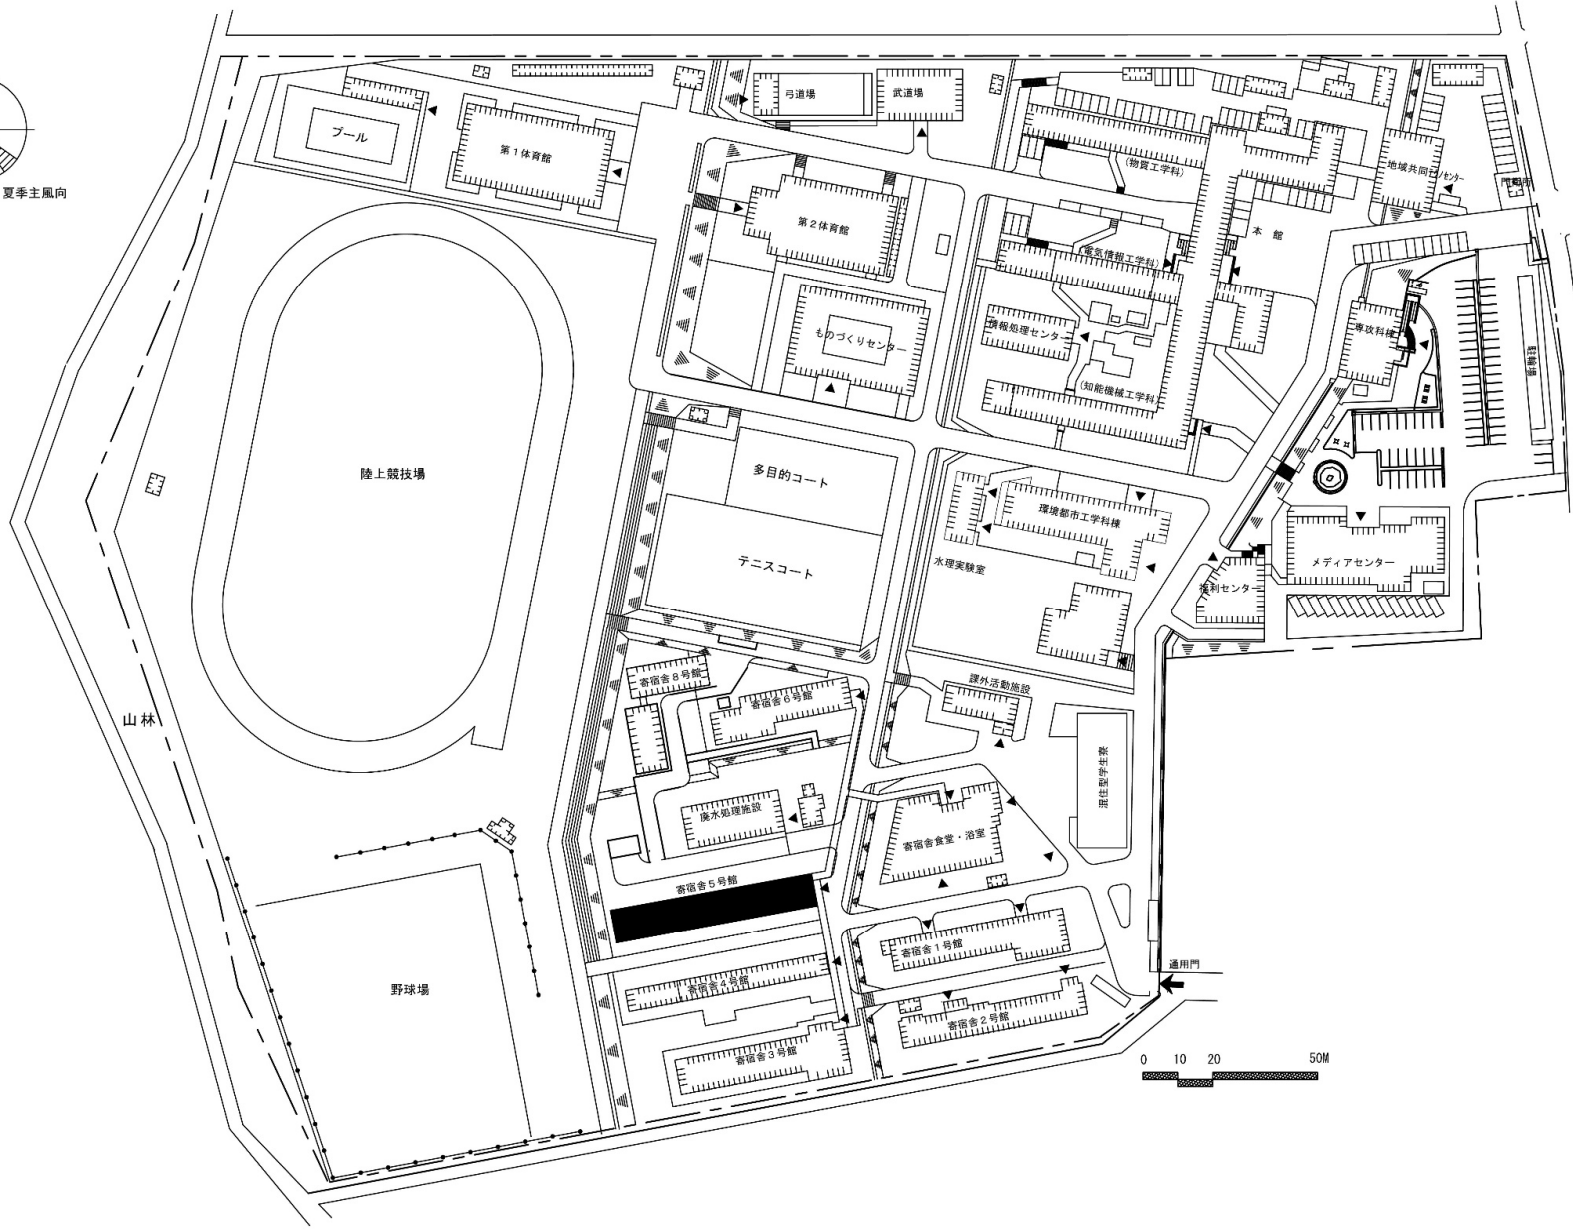 夏季主風向
プール
第１体育館
弓道場
武道場
第２体育館
ものづくりセンター
(物質工学科)
(電気情報工学科)
情報処理センター
(知能機械工学科)
本　館
地域共同テクノセンター
専攻科棟
駐輪場
陸上競技場
多目的コート
テニスコート
環境都市工学科棟
水理実験室
福利センター
メディアセンター
課外活動施設
混住型学生寮
山林
寄宿舎８号館
寄宿舎６号館
廃水処理施設
寄宿舎食堂・浴室
寄宿舎５号館
寄宿舎１号館
寄宿舎４号館
寄宿舎２号館
寄宿舎３号館
野球場
通用門
0 10 20 50M